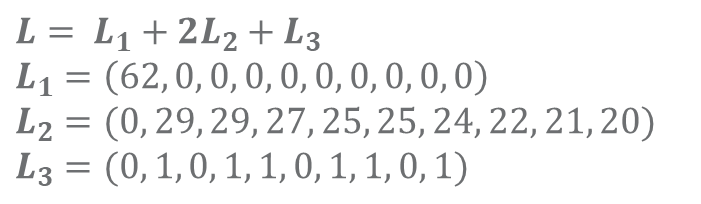 L = L₁ + 2L₂ + L₃
L₁ = (62, 0, 0, 0, 0, 0, 0, 0, 0, 0)
L₂ = (0, 29, 29, 27, 25, 25, 24, 22, 21, 20)
L₃ = (0, 1, 0, 1, 1, 0, 1, 1, 0, 1)